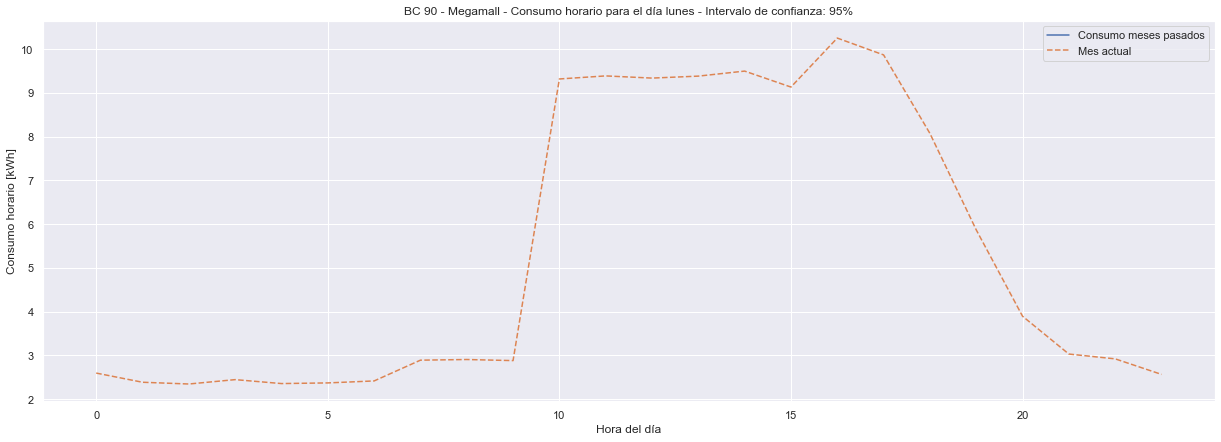 BC 90 - Megamall - Consumo horario para el día lunes - Intervalo de confianza: 95%
Consumo meses pasados
Mes actual
Consumo horario [kWh]
10
9
8
7
6
5
4
3
2
0
5
10
15
20
Hora del día